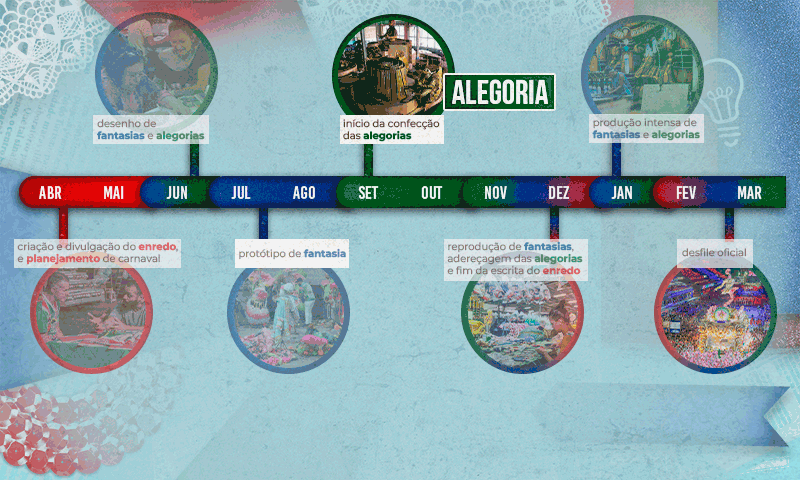 desenho de
fantasias e alegorias
início da confecção
das alegorias
ALEGORIA
produção intensa de
fantasias e alegorias
ABR MAI JUN JUL AGO SET OUT NOV DEZ JAN FEV MAR
criação e divulgação do enredo,
e planejamento de carnaval
protótipo de fantasia
reprodução de fantasias,
adereçagem das alegorias
e fim da escrita do enredo
desfile oficial